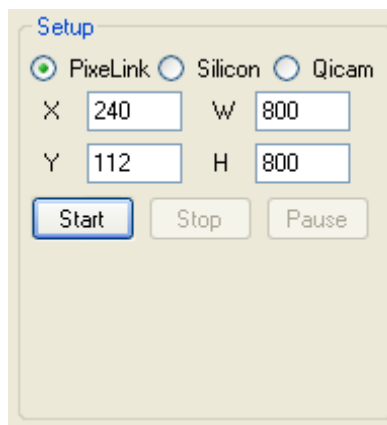 Setup
PixeLink Silicon Qicam
X 240 W 800
Y 112 H 800
Start Stop Pause